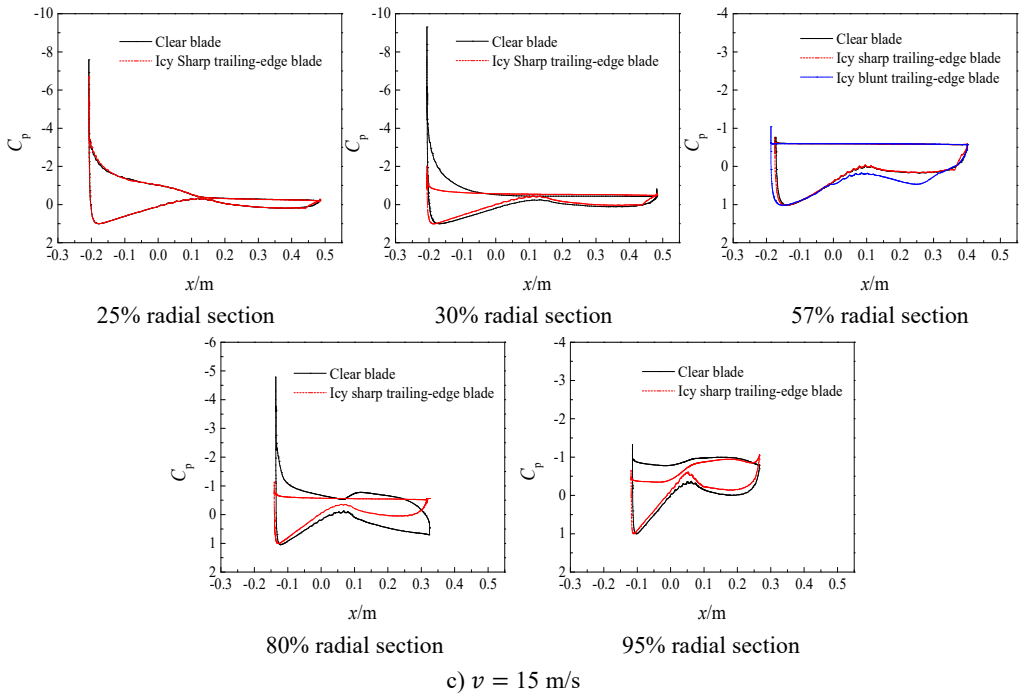 -10
-8
-6
-4
-2
0
2
Cp
Clear blade
Icy Sharp trailing-edge blade
-0.3 -0.2 -0.1 0.0 0.1 0.2 0.3 0.4 0.5
x/m
25% radial section
-10
-8
-6
-4
-2
0
2
Cp
Clear blade
Icy Sharp trailing-edge blade
-0.3 -0.2 -0.1 0.0 0.1 0.2 0.3 0.4 0.5
x/m
30% radial section
-4
-3
-2
-1
0
1
2
Cp
Clear blade
Icy sharp trailing-edge blade
Icy blunt trailing-edge blade
-0.3 -0.2 -0.1 0.0 0.1 0.2 0.3 0.4 0.5
x/m
57% radial section
-6
-5
-4
-3
-2
-1
0
1
2
Cp
Clear blade
Icy sharp trailing-edge blade
-0.3 -0.2 -0.1 0.0 0.1 0.2 0.3 0.4 0.5
x/m
80% radial section
-4
-3
-2
-1
0
1
2
Cp
Clear blade
Icy sharp trailing-edge blade
-0.3 -0.2 -0.1 0.0 0.1 0.2 0.3 0.4 0.5
x/m
95% radial section
c) v = 15 m/s